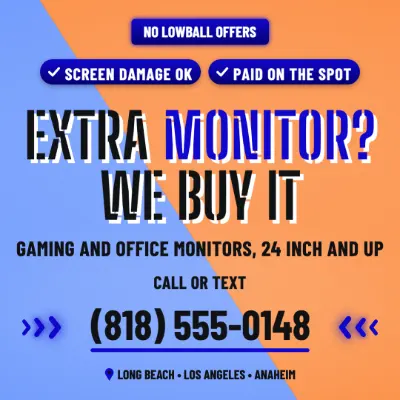 NO LOWBALL OFFERS
SCREEN DAMAGE OK PAID ON THE SPOT
EXTRA MONITOR?
WE BUY IT
GAMING AND OFFICE MONITORS, 24 INCH AND UP
CALL OR TEXT
(818) 555-0148
LONG BEACH • LOS ANGELES • ANAHEIM